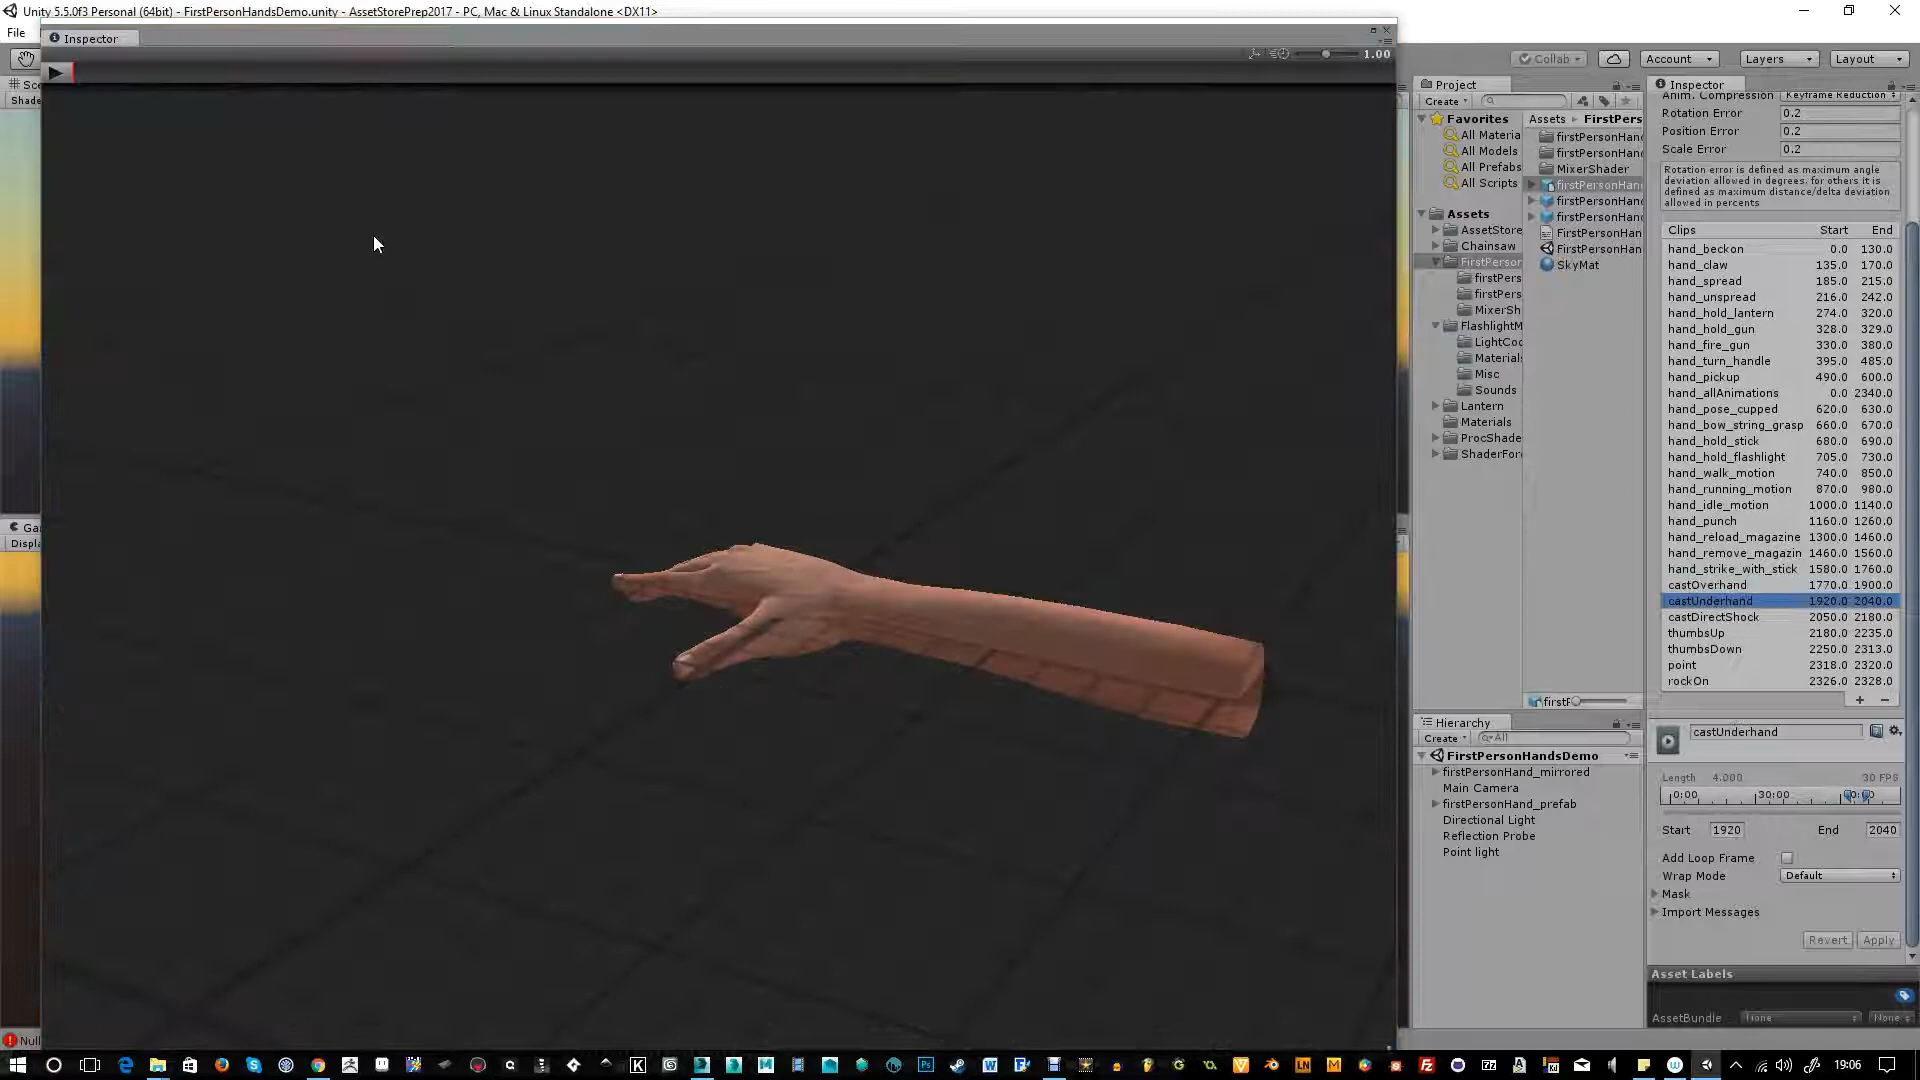 Unity 5.5.0f3 Personal (64bit) - FirstPersonHandsDemo.unity - AssetStorePrep2017 - PC, Mac & Linux Standalone <DX11>
File
Inspector
1.00
Collab
Account
Layers
Layout
Sce
Shade
Ga
Displ
Null
Project
Create
Favorites
All Materia
All Models
All Prefabs
All Scripts
Assets
AssetStore
Chainsaw
FirstPerson
firstPers
firstPers
MixerSh
FlashlightM
LightCoo
Materials
Misc
Sounds
Lantern
Materials
ProcShade
ShaderForg
Assets
FirstPers
firstPersonHan
firstPersonHan
MixerShader
firstPersonHan
firstPersonHan
firstPersonHan
FirstPersonHan
FirstPersonHan
SkyMat
firstF
Hierarchy
Create
All
FirstPersonHandsDemo
firstPersonHand_mirrored
Main Camera
firstPersonHand_prefab
Directional Light
Reflection Probe
Point light
Inspector
Anim. Compression Keyframe Reduction
Rotation Error 0.2
Position Error 0.2
Scale Error 0.2
Rotation error is defined as maximum angle
deviation allowed in degrees. for others it is
defined as maximum distance/delta deviation
allowed in percents
Clips Start End
hand_beckon 0.0 130.0
hand_claw 135.0 170.0
hand_spread 185.0 215.0
hand_unspread 216.0 242.0
hand_hold_lantern 274.0 320.0
hand_hold_gun 328.0 329.0
hand_fire_gun 330.0 380.0
hand_turn_handle 395.0 485.0
hand_pickup 490.0 600.0
hand_allAnimations 0.0 2340.0
hand_pose_cupped 620.0 630.0
hand_bow_string_grasp 660.0 670.0
hand_hold_stick 680.0 690.0
hand_hold_flashlight 705.0 730.0
hand_walk_motion 740.0 850.0
hand_running_motion 870.0 980.0
hand_idle_motion 1000.0 1140.0
hand_punch 1160.0 1260.0
hand_reload_magazine 1300.0 1460.0
hand_remove_magazin 1460.0 1560.0
hand_strike_with_stick 1580.0 1760.0
castOverhand 1770.0 1900.0
castUnderhand 1920.0 2040.0
castDirectShock 2050.0 2180.0
thumbsUp 2180.0 2235.0
thumbsDown 2250.0 2313.0
point 2318.0 2320.0
rockOn 2326.0 2328.0
castUnderhand
Length 4.000 30 FPS
0:00 30:00
Start 1920 End 2040
Add Loop Frame
Wrap Mode Default
Mask
Import Messages
Revert Apply
Asset Labels
AssetBundle None None
19:06